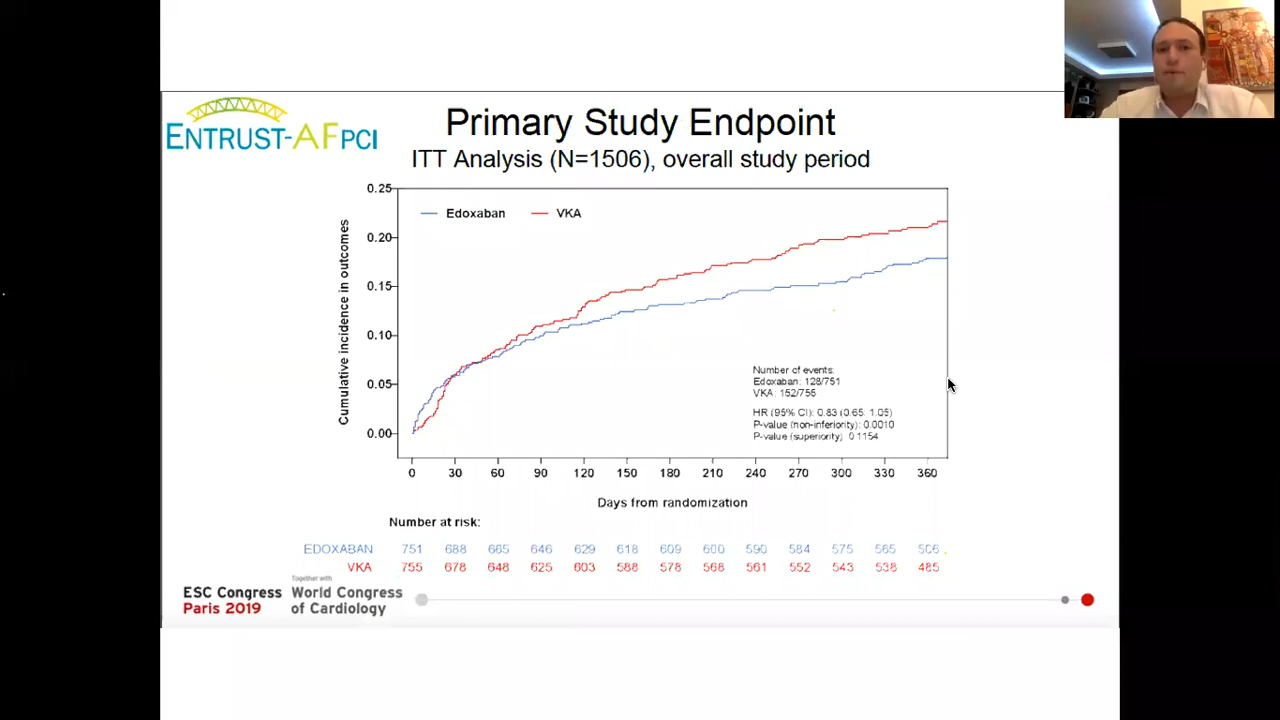 ENTRUST-AFPCI
Primary Study Endpoint
ITT Analysis (N=1506), overall study period
Cumulative incidence in outcomes
0.25
0.20
0.15
0.10
0.05
0.00
Edoxaban
VKA
Number of events:
Edoxaban: 128/751
VKA: 152/755
HR (95% CI): 0.83 (0.65: 1.05)
P-value (non-inferiority): 0.0010
P-value (superiority) 0.1154
0 30 60 90 120 150 180 210 240 270 300 330 360
Days from randomization
Number at risk:
EDOXABAN 751 688 665 646 629 618 609 600 590 584 575 565 506
VKA 755 678 648 625 603 588 578 568 561 552 543 538 485
ESC Congress
Paris 2019
Together with
World Congress
of Cardiology